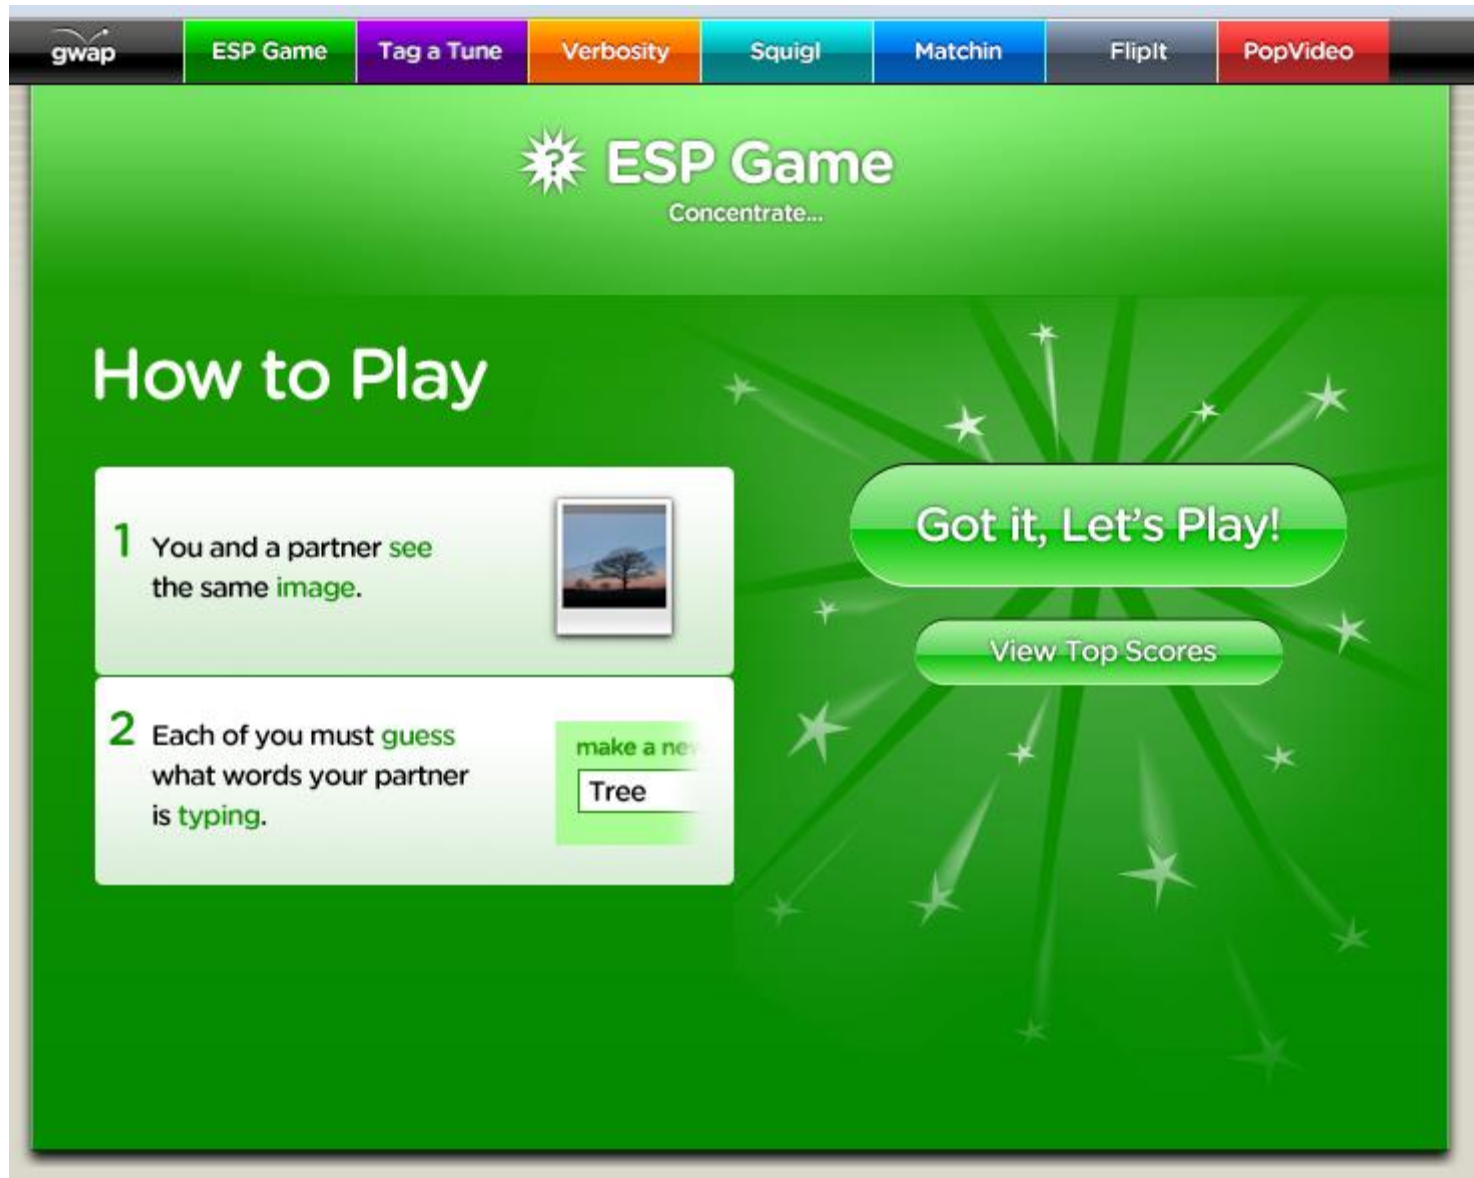 gwap ESP Game Tag a Tune Verbosity Squigl Matchin FlipIt PopVideo
ESP Game
Concentrate...
How to Play
1 You and a partner see
the same image.
2 Each of you must guess
what words your partner
is typing.
make a new
Tree
Got it, Let's Play!
View Top Scores